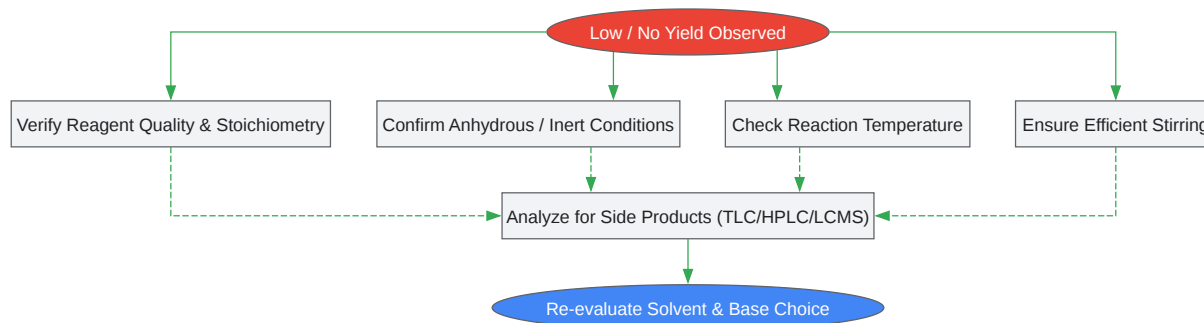 Low / No Yield Observed
Verify Reagent Quality & Stoichiometry
Confirm Anhydrous / Inert Conditions
Check Reaction Temperature
Ensure Efficient Stirring
Analyze for Side Products (TLC/HPLC/LCMS)
Re-evaluate Solvent & Base Choice